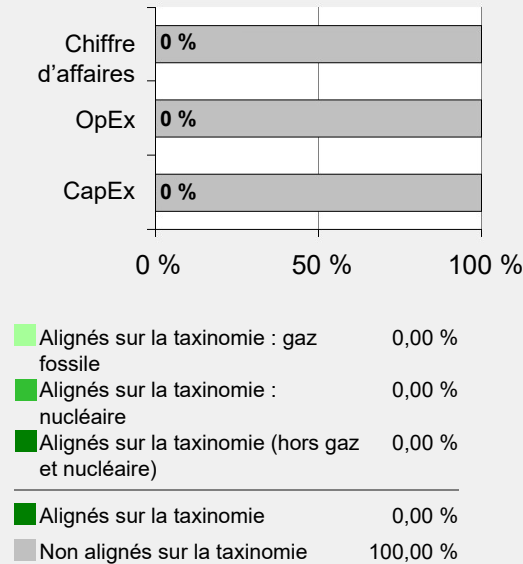 Chiffre
d’affaires
0 %
OpEx
0 %
CapEx
0 %
0 %
50 %
100 %
Alignés sur la taxinomie : gaz
fossile
0,00 %
Alignés sur la taxinomie :
nucléaire
0,00 %
Alignés sur la taxinomie (hors gaz
et nucléaire)
0,00 %
Alignés sur la taxinomie
0,00 %
Non alignés sur la taxinomie
100,00 %